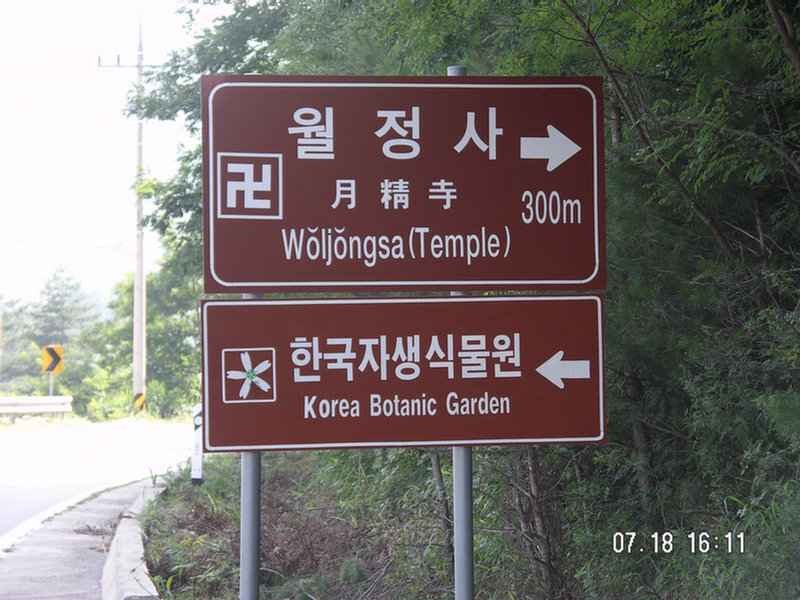 월정사
卍
月精寺
300m
Wŏljŏngsa(Temple)
한국자생식물원
Korea Botanic Garden
07.18 16:11